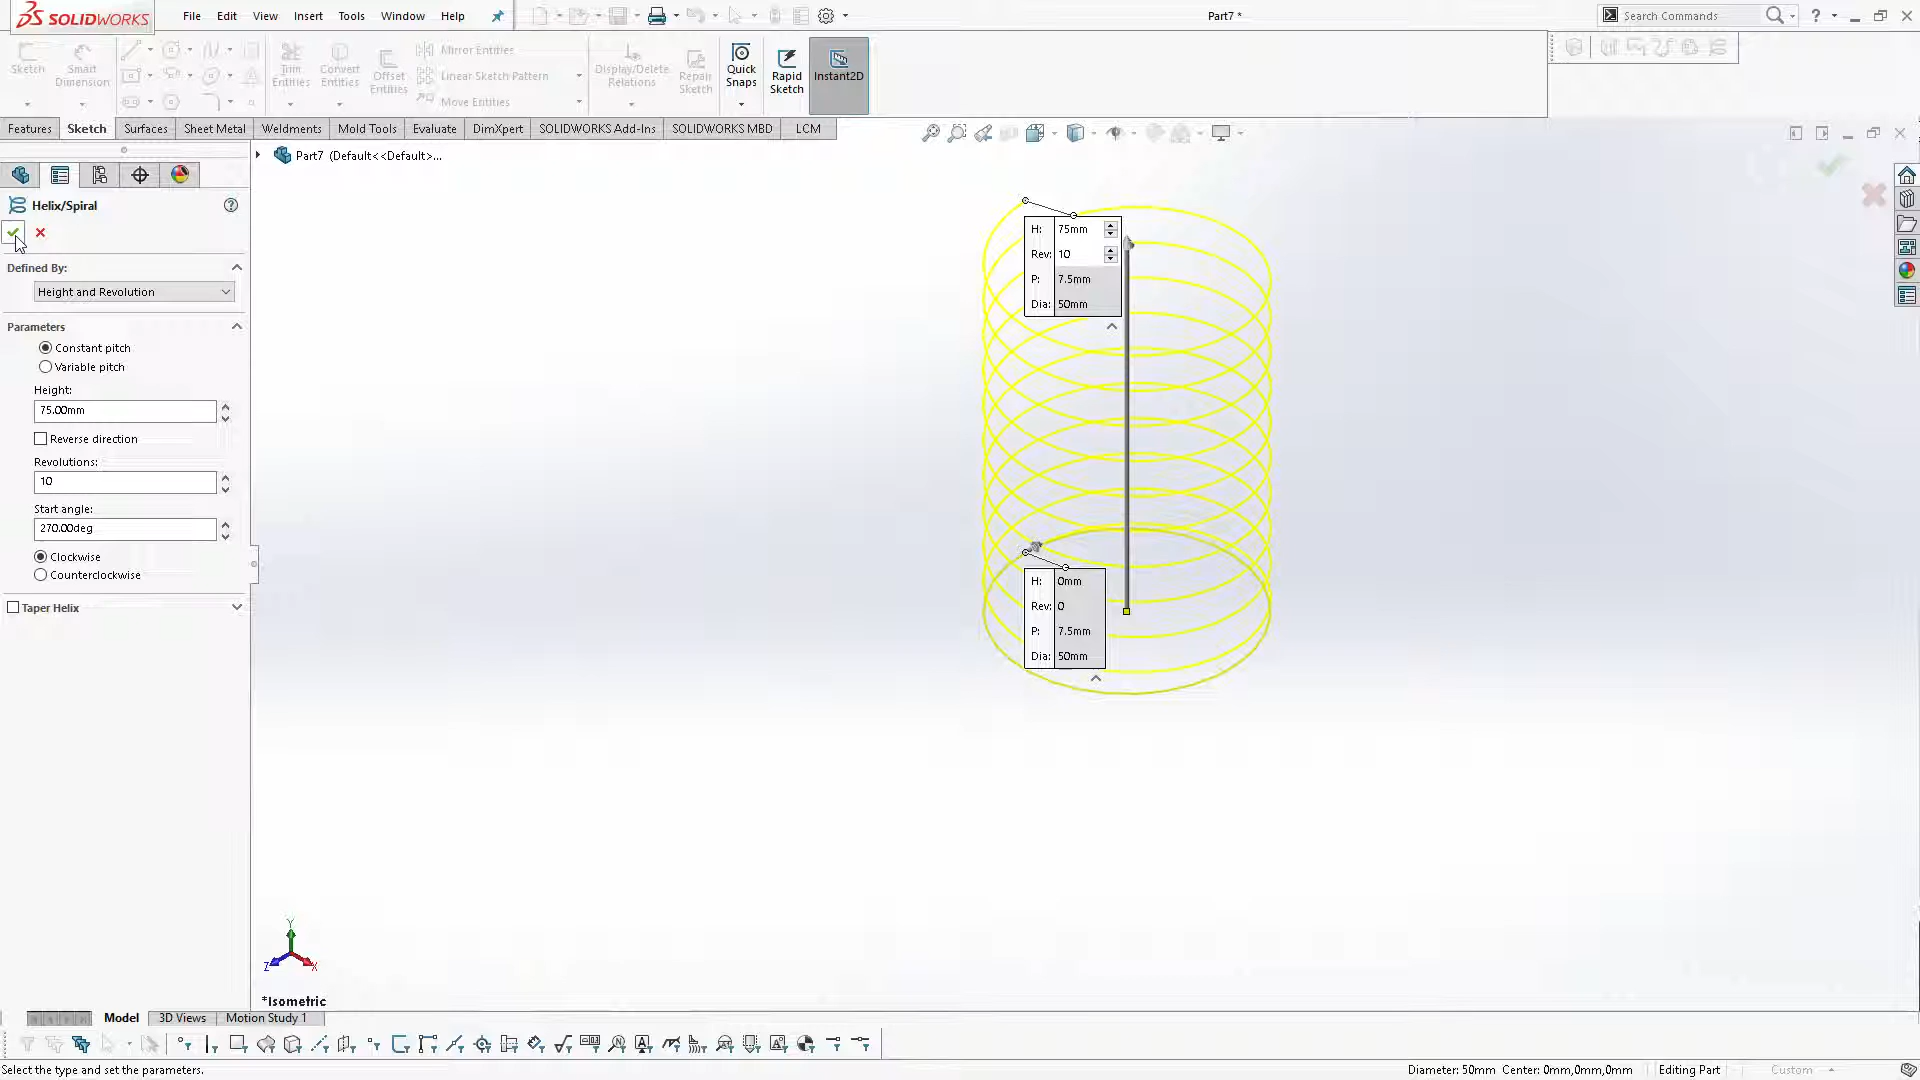 SOLIDWORKS
File Edit View Insert Tools Window Help
Part7 *
Search Commands
Sketch
Smart Dimension
Trim Entities
Convert Entities
Offset Entities
Mirror Entities
Linear Sketch Pattern
Move Entities
Display/Delete Relations
Repair Sketch
Quick Snaps
Rapid Sketch
Instant2D
Features Sketch Surfaces Sheet Metal Weldments Mold Tools Evaluate DimXpert SOLIDWORKS Add-Ins SOLIDWORKS MBD LCM
Part7 (Default<<Default>...
Helix/Spiral
Defined By:
Height and Revolution
Parameters
Constant pitch
Variable pitch
Height:
75.00mm
Reverse direction
Revolutions:
10
Start angle:
270.00deg
Clockwise
Counterclockwise
Taper Helix
H: 75mm
Rev: 10
P: 7.5mm
Dia: 50mm
H: 0mm
Rev: 0
P: 7.5mm
Dia: 50mm
Y
Z X
*Isometric
Model 3D Views Motion Study 1
Select the type and set the parameters.
Diameter: 50mm Center: 0mm,0mm,0mm Editing Part Custom